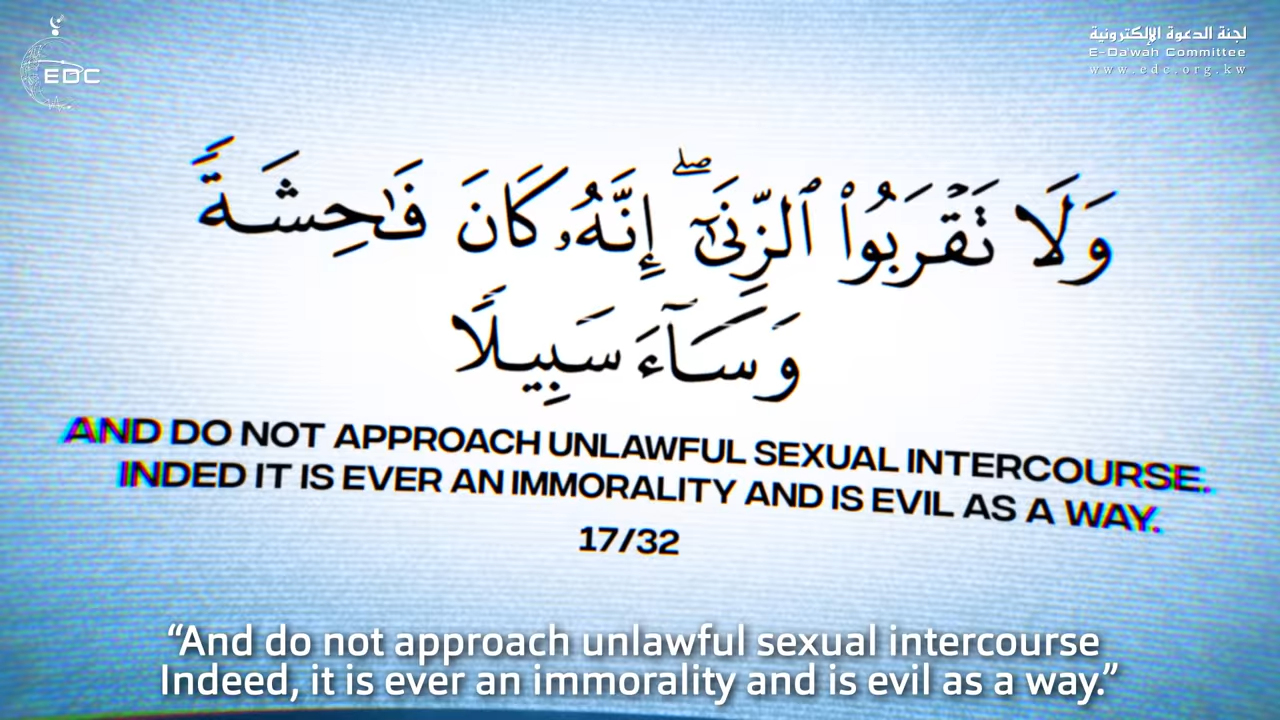 EDC
لجنة الدعوة الإلكترونية
E-Da'wah Committee
www.edc.org.kw
وَلَا تَقْرَبُوا۟ ٱلزِّنَىٰٓ ۖ إِنَّهُۥ كَانَ فَـٰحِشَةً
وَسَآءَ سَبِيلًا
AND DO NOT APPROACH UNLAWFUL SEXUAL INTERCOURSE.
INDED IT IS EVER AN IMMORALITY AND IS EVIL AS A WAY.
17/32
“And do not approach unlawful sexual intercourse
Indeed, it is ever an immorality and is evil as a way.”